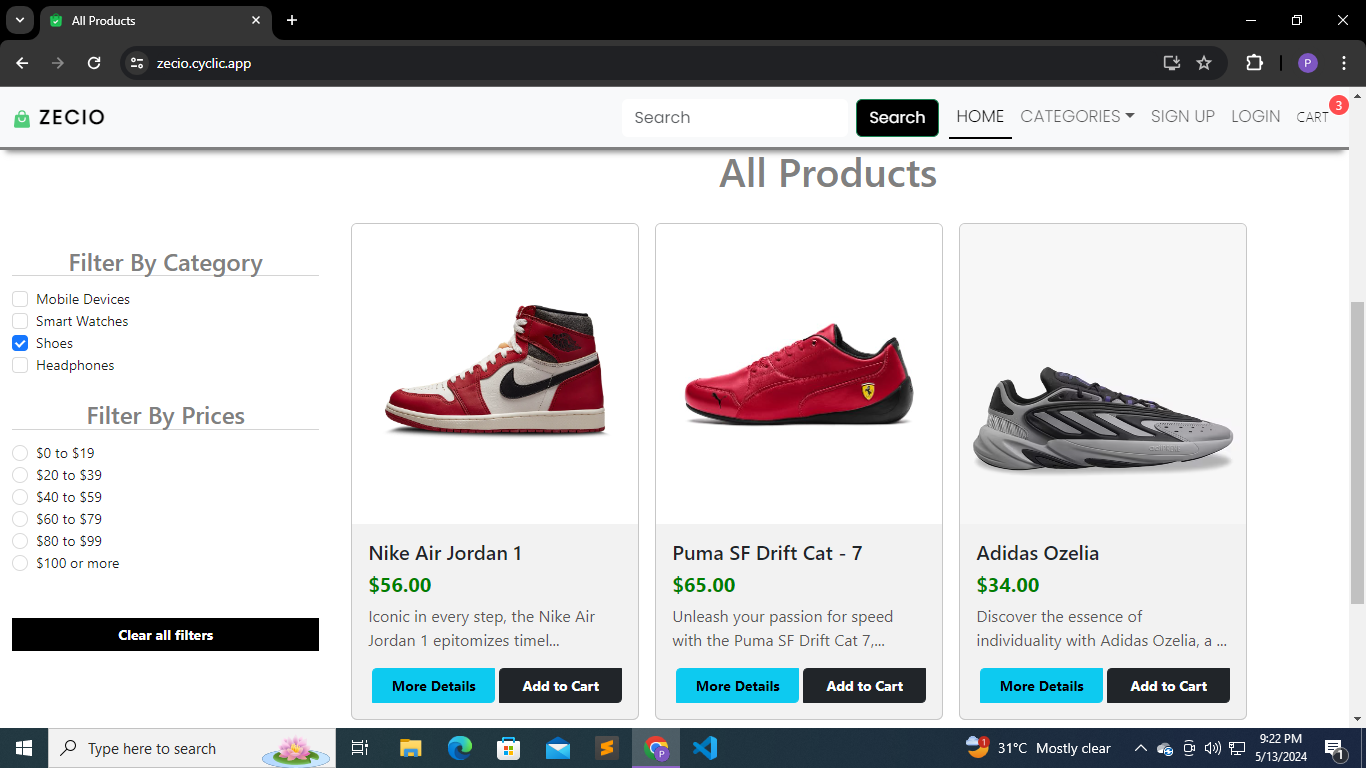 All Products
zecio.cyclic.app
P
ZECIO
Search
Search
HOME
CATEGORIES
SIGN UP
LOGIN
CART
3
All Products
Filter By Category
Mobile Devices
Smart Watches
Shoes
Headphones
Filter By Prices
$0 to $19
$20 to $39
$40 to $59
$60 to $79
$80 to $99
$100 or more
Clear all filters
Nike Air Jordan 1
$56.00
Iconic in every step, the Nike Air
Jordan 1 epitomizes timel...
More Details
Add to Cart
Puma SF Drift Cat - 7
$65.00
Unleash your passion for speed
with the Puma SF Drift Cat 7,...
More Details
Add to Cart
Adidas Ozelia
$34.00
Discover the essence of
individuality with Adidas Ozelia, a ...
More Details
Add to Cart
Type here to search
P
1
31°C Mostly clear
9:22 PM
5/13/2024
1